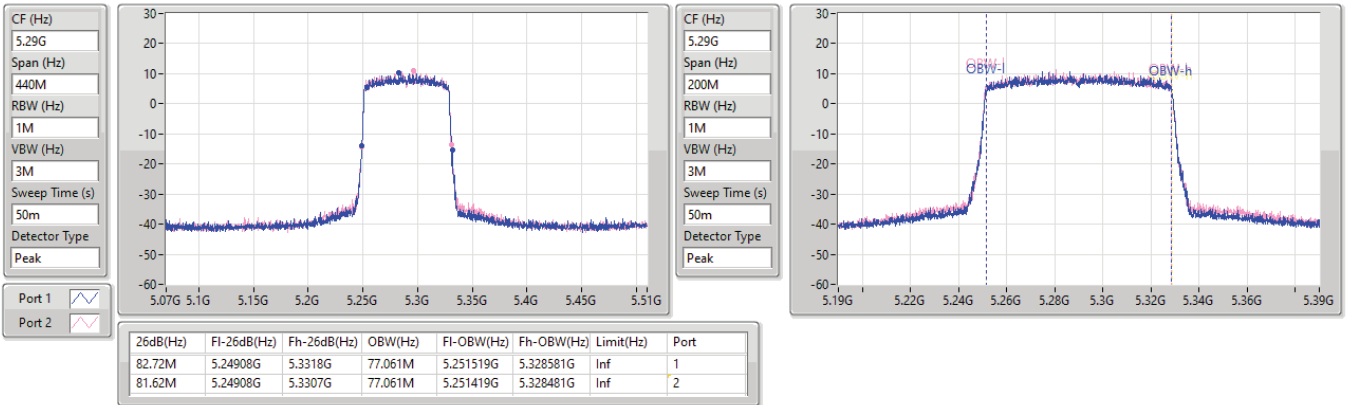 CF (Hz)
5.29G
Span (Hz)
440M
RBW (Hz)
1M
VBW (Hz)
3M
Sweep Time (s)
50m
Detector Type
Peak
Port 1
Port 2
30
20
10
0
-10
-20
-30
-40
-50
-60
5.07G 5.1G 5.15G 5.2G 5.25G 5.3G 5.35G 5.4G 5.45G 5.51G
CF (Hz)
5.29G
Span (Hz)
200M
RBW (Hz)
1M
VBW (Hz)
3M
Sweep Time (s)
50m
Detector Type
Peak
30
20
10
0
-10
-20
-30
-40
-50
-60
OBW-l OBW-h
5.19G 5.22G 5.24G 5.26G 5.28G 5.3G 5.32G 5.34G 5.36G 5.39G
26dB(Hz) Fl-26dB(Hz) Fh-26dB(Hz) OBW(Hz) Fl-OBW(Hz) Fh-OBW(Hz) Limit(Hz) Port
82.72M 5.24908G 5.3318G 77.061M 5.251519G 5.328581G Inf 1
81.62M 5.24908G 5.3307G 77.061M 5.251419G 5.328481G Inf 2